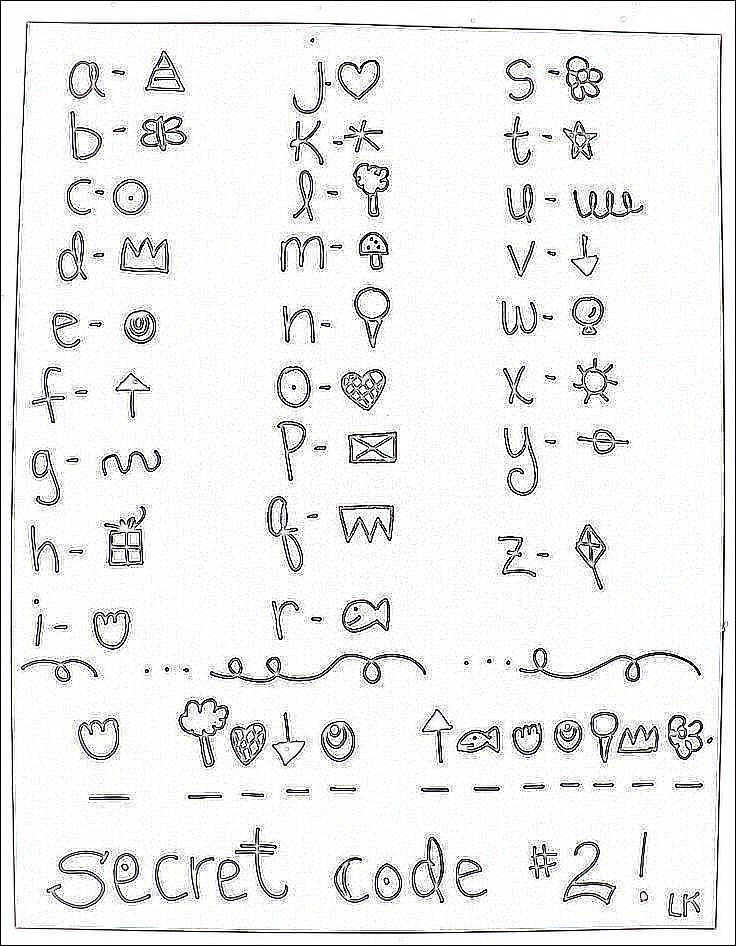 a - j - s -
b - K - t -
c - l - u -
d - m - v -
e - n - w -
f - o - x -
g - P - y -
h - q - z -
i - r -
secret code #2!
LK